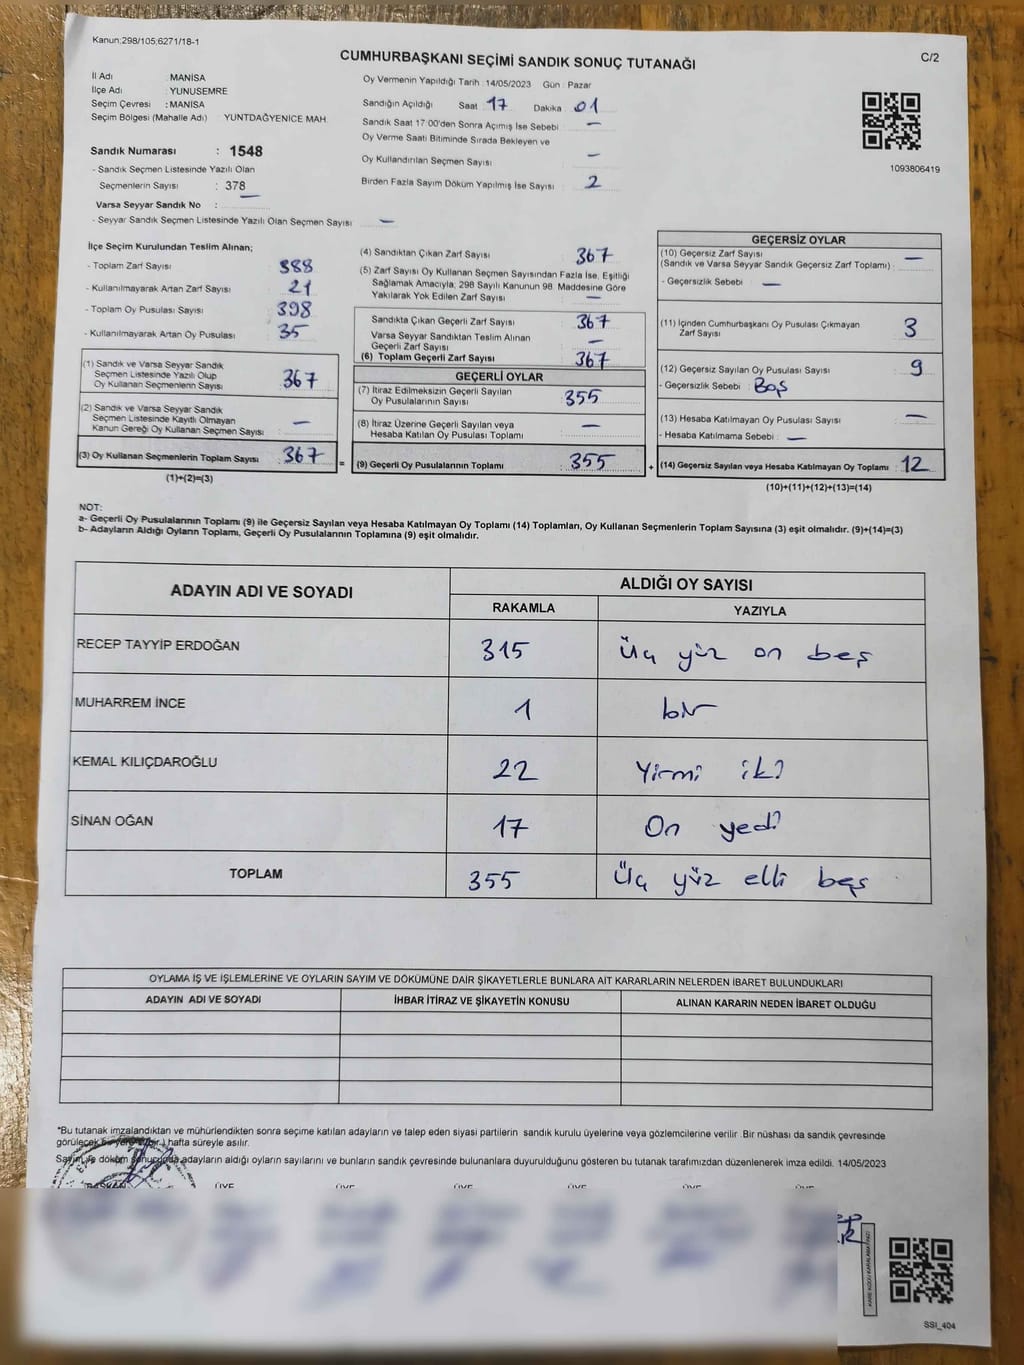 Kanun:298/105;6271/18-1
CUMHURBAŞKANI SEÇİMİ SANDIK SONUÇ TUTANAĞI
C/2
İl Adı : MANİSA
İlçe Adı : YUNUSEMRE
Seçim Çevresi : MANİSA
Seçim Bölgesi (Mahalle Adı) YUNTDAĞYENICE MAH.
Sandık Numarası : 1548
- Sandık Seçmen Listesinde Yazılı Olan
Seçmenlerin Sayısı : 378
Varsa Seyyar Sandık No : —
- Seyyar Sandık Seçmen Listesinde Yazılı Olan Seçmen Sayısı —
Oy Vermenin Yapıldığı Tarih : 14/05/2023 Gün : Pazar
Sandığın Açıldığı Saat 17 Dakika 01
Sandık Saat 17:00'den Sonra Açımış İse Sebebi —
Oy Verme Saati Bitiminde Sırada Bekleyen ve
Oy Kullandırılan Seçmen Sayısı —
Birden Fazla Sayım Döküm Yapılmış İse Sayısı 2
1093806419
İlçe Seçim Kurulundan Teslim Alınan;
- Toplam Zarf Sayısı 388
- Kullanılmayarak Artan Zarf Sayısı 21
- Toplam Oy Pusulası Sayısı 398
- Kullanılmayarak Artan Oy Pusulası 35
(1) Sandık ve Varsa Seyyar Sandık
Seçmen Listesinde Yazılı Olup
Oy Kullanan Seçmenlerin Sayısı 367
(2) Sandık ve Varsa Seyyar Sandık
Seçmen Listesinde Kayıtlı Olmayan
Kanun Gereği Oy Kullanan Seçmen Sayısı —
(3) Oy Kullanan Seçmenlerin Toplam Sayısı 367
(1)+(2)=(3)
(4) Sandıktan Çıkan Zarf Sayısı 367
(5) Zarf Sayısı Oy Kullanan Seçmen Sayısından Fazla İse, Eşitliği
Sağlamak Amacıyla, 298 Sayılı Kanunun 98. Maddesine Göre
Yakılarak Yok Edilen Zarf Sayısı —
Sandıkta Çıkan Geçerli Zarf Sayısı 367
Varsa Seyyar Sandıktan Teslim Alınan
Geçerli Zarf Sayısı —
(6) Toplam Geçerli Zarf Sayısı 367
GEÇERLİ OYLAR
(7) İtiraz Edilmeksizin Geçerli Sayılan
Oy Pusulalarının Sayısı 355
(8) İtiraz Üzerine Geçerli Sayılan veya
Hesaba Katılan Oy Pusulası Toplamı —
= (9) Geçerli Oy Pusulalarının Toplamı 355
GEÇERSİZ OYLAR
(10) Geçersiz Zarf Sayısı
(Sandık ve Varsa Seyyar Sandık Geçersiz Zarf Toplamı) —
- Geçersizlik Sebebi : —
(11) İçinden Cumhurbaşkanı Oy Pusulası Çıkmayan
Zarf Sayısı 3
(12) Geçersiz Sayılan Oy Pusulası Sayısı 9
- Geçersizlik Sebebi : Boş
(13) Hesaba Katılmayan Oy Pusulası Sayısı —
- Hesaba Katılmama Sebebi : —
+ (14) Geçersiz Sayılan veya Hesaba Katılmayan Oy Toplamı : 12
(10)+(11)+(12)+(13)=(14)
NOT:
a- Geçerli Oy Pusulalarının Toplamı (9) ile Geçersiz Sayılan veya Hesaba Katılmayan Oy Toplamı (14) Toplamları, Oy Kullanan Seçmenlerin Toplam Sayısına (3) eşit olmalıdır. (9)+(14)=(3)
b- Adayların Aldığı Oyların Toplamı, Geçerli Oy Pusulalarının Toplamına (9) eşit olmalıdır.
ADAYIN ADI VE SOYADI ALDIĞI OY SAYISI
RAKAMLA YAZIYLA
RECEP TAYYİP ERDOĞAN 315 Üç yüz on beş
MUHARREM İNCE 1 bir
KEMAL KILIÇDAROĞLU 22 Yirmi iki
SİNAN OĞAN 17 On yedi
TOPLAM 355 Üç yüz elli beş
OYLAMA İŞ VE İŞLEMLERİNE VE OYLARIN SAYIM VE DÖKÜMÜNE DAİR ŞİKAYETLERLE BUNLARA AİT KARARLARIN NELERDEN İBARET BULUNDUKLARI
ADAYIN ADI VE SOYADI İHBAR İTİRAZ VE ŞİKAYETİN KONUSU ALINAN KARARIN NEDEN İBARET OLDUĞU
*Bu tutanak imzalandıktan ve mühürlendikten sonra seçime katılan adayların ve talep eden siyasi partilerin sandık kurulu üyelerine veya gözlemcilerine verilir. Bir nüshası da sandık çevresinde
görülecek bir yere 1(bir) hafta süreyle asılır.
Sayım ile döküm sonucunda adayların aldığı oyların sayılarını ve bunların sandık çevresinde bulunanlara duyurulduğunu gösteren bu tutanak tarafımızdan düzenlenerek imza edildi. 14/05/2023
BAŞKAN ÜYE ÜYE ÜYE ÜYE ÜYE ÜYE
SSI_404